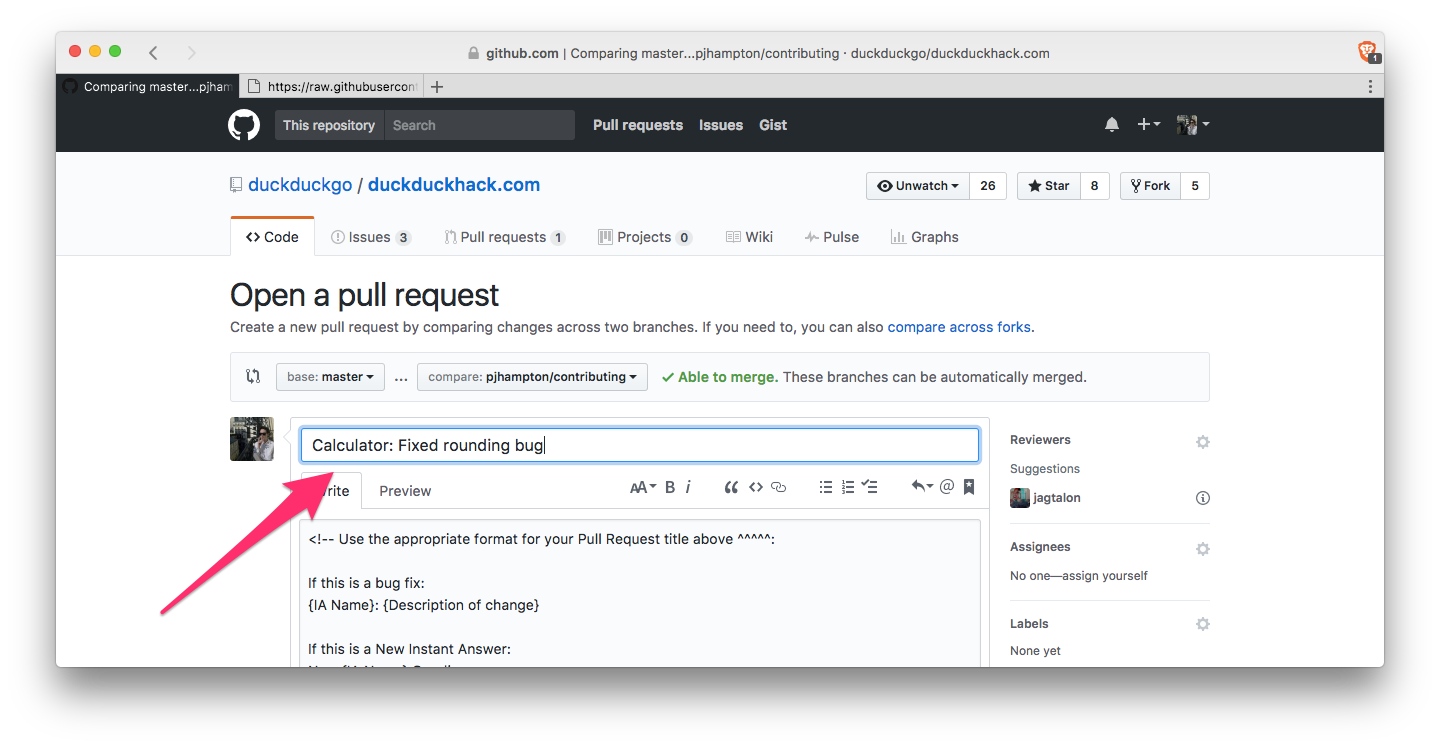 github.com | Comparing master...pjhampton/contributing · duckduckgo/duckduckhack.com
1
Comparing master...pjham
https://raw.githubusercon
This repository Search Pull requests Issues Gist
duckduckgo / duckduckhack.com
Unwatch 26 Star 8 Fork 5
Code Issues 3 Pull requests 1 Projects 0 Wiki Pulse Graphs
Open a pull request
Create a new pull request by comparing changes across two branches. If you need to, you can also compare across forks.
base: master ... compare: pjhampton/contributing Able to merge. These branches can be automatically merged.
Calculator: Fixed rounding bug
Preview
AA B i
<!-- Use the appropriate format for your Pull Request title above ^^^^^:
If this is a bug fix:
{IA Name}: {Description of change}
If this is a New Instant Answer:
Reviewers
Suggestions
jagtalon
Assignees
No one—assign yourself
Labels
None yet